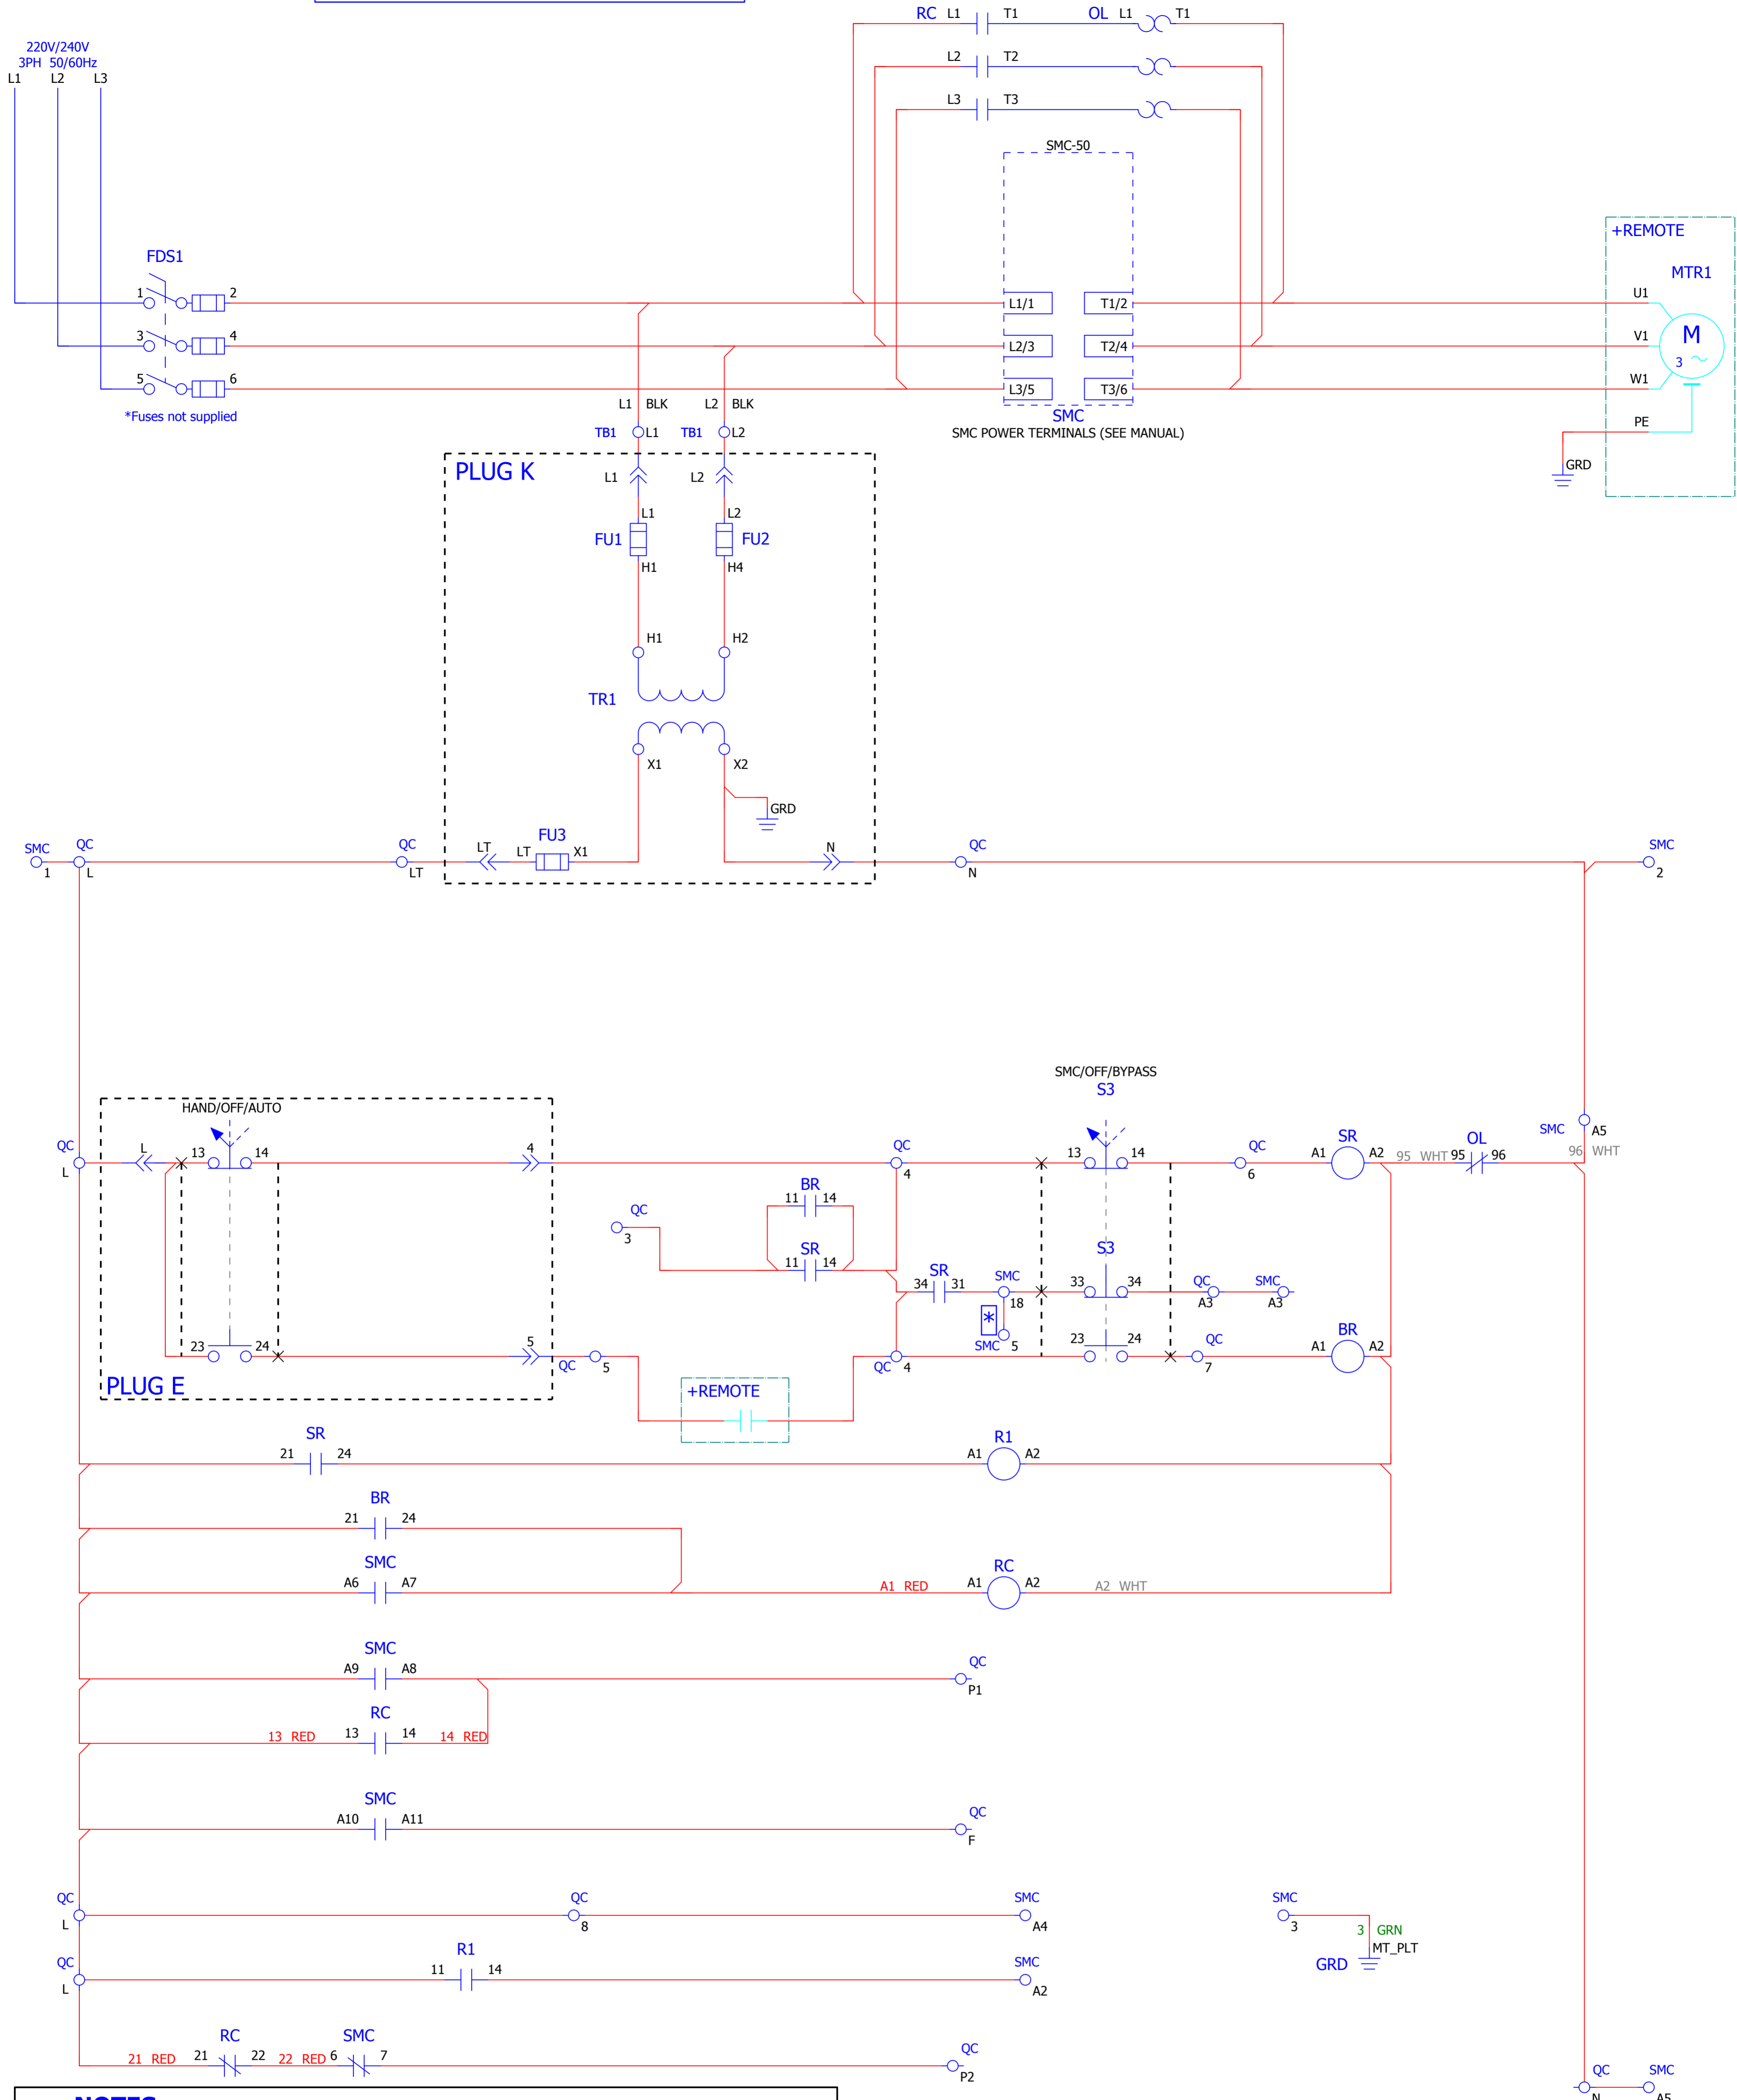 RC L1 T1 OL L1 T1
220V/240V
3PH 50/60Hz
L1 L2 L3
L2 T2
L3 T3
SMC-50
+REMOTE
MTR1
FDS1
1 2 L1/1 T1/2 U1
3 4 L2/3 T2/4 V1 M
3
5 6 L3/5 T3/6 W1
*Fuses not supplied
L1 BLK L2 BLK
SMC
SMC POWER TERMINALS (SEE MANUAL)
PE
TB1 L1 TB1 L2
GRD
PLUG K
L1 L2
L1 L2
FU1 FU2
H1 H4
H1 H2
TR1
X1 X2
GRD
SMC QC QC FU3 QC SMC
LT LT X1 N
1 L LT N 2
SMC/OFF/BYPASS
S3
HAND/OFF/AUTO
SMC A5
QC L 13 14 4 QC 13 14 QC SR OL
A1 A2 95 WHT 95 96 96 WHT
L 4 6
BR
11 14
QC
3
SR S3
11 14
SR SMC QC SMC
34 31 33 34
18 A3 A3
*
SMC 5
23 24 5 23 24 QC BR
A1 A2
QC 5 QC 4 7
PLUG E
+REMOTE
SR R1
21 24 A1 A2
BR
21 24
SMC RC
A6 A7 A1 RED A1 A2 A2 WHT
SMC QC
A9 A8
P1
RC
13 RED 13 14 14 RED
SMC QC
A10 A11
F
QC QC SMC SMC
L 8 A4 3
3 GRN
MT_PLT
GRD
QC R1 SMC
11 14
L A2
RC SMC QC
21 RED 21 22 22 RED 6 7
P2
QC SMC
N A5
NOTES